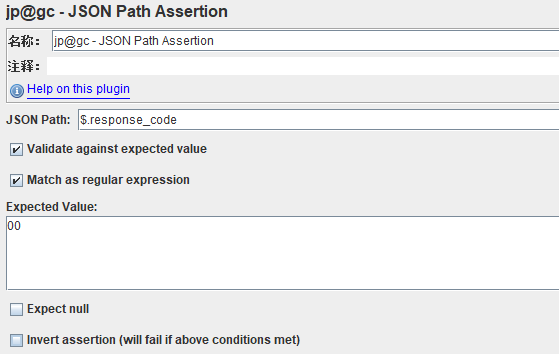 jp@gc - JSON Path Assertion
名称： jp@gc - JSON Path Assertion
注释：
Help on this plugin
JSON Path: $.response_code
Validate against expected value
Match as regular expression
Expected Value:
00
Expect null
Invert assertion (will fail if above conditions met)